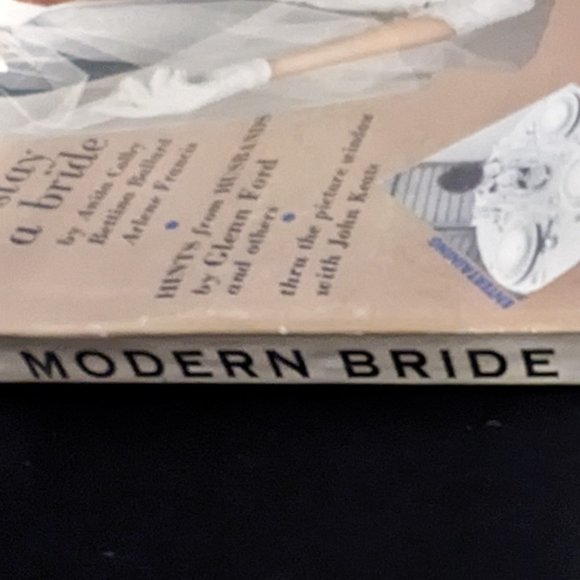 stay
a bride
by Anita Colby
Bettina Ballard
Arlene Francis
HINTS from HUSBANDS
by Glenn Ford
and others
thru the picture window
with John Keats
ENTERTAINING
MODERN BRIDE